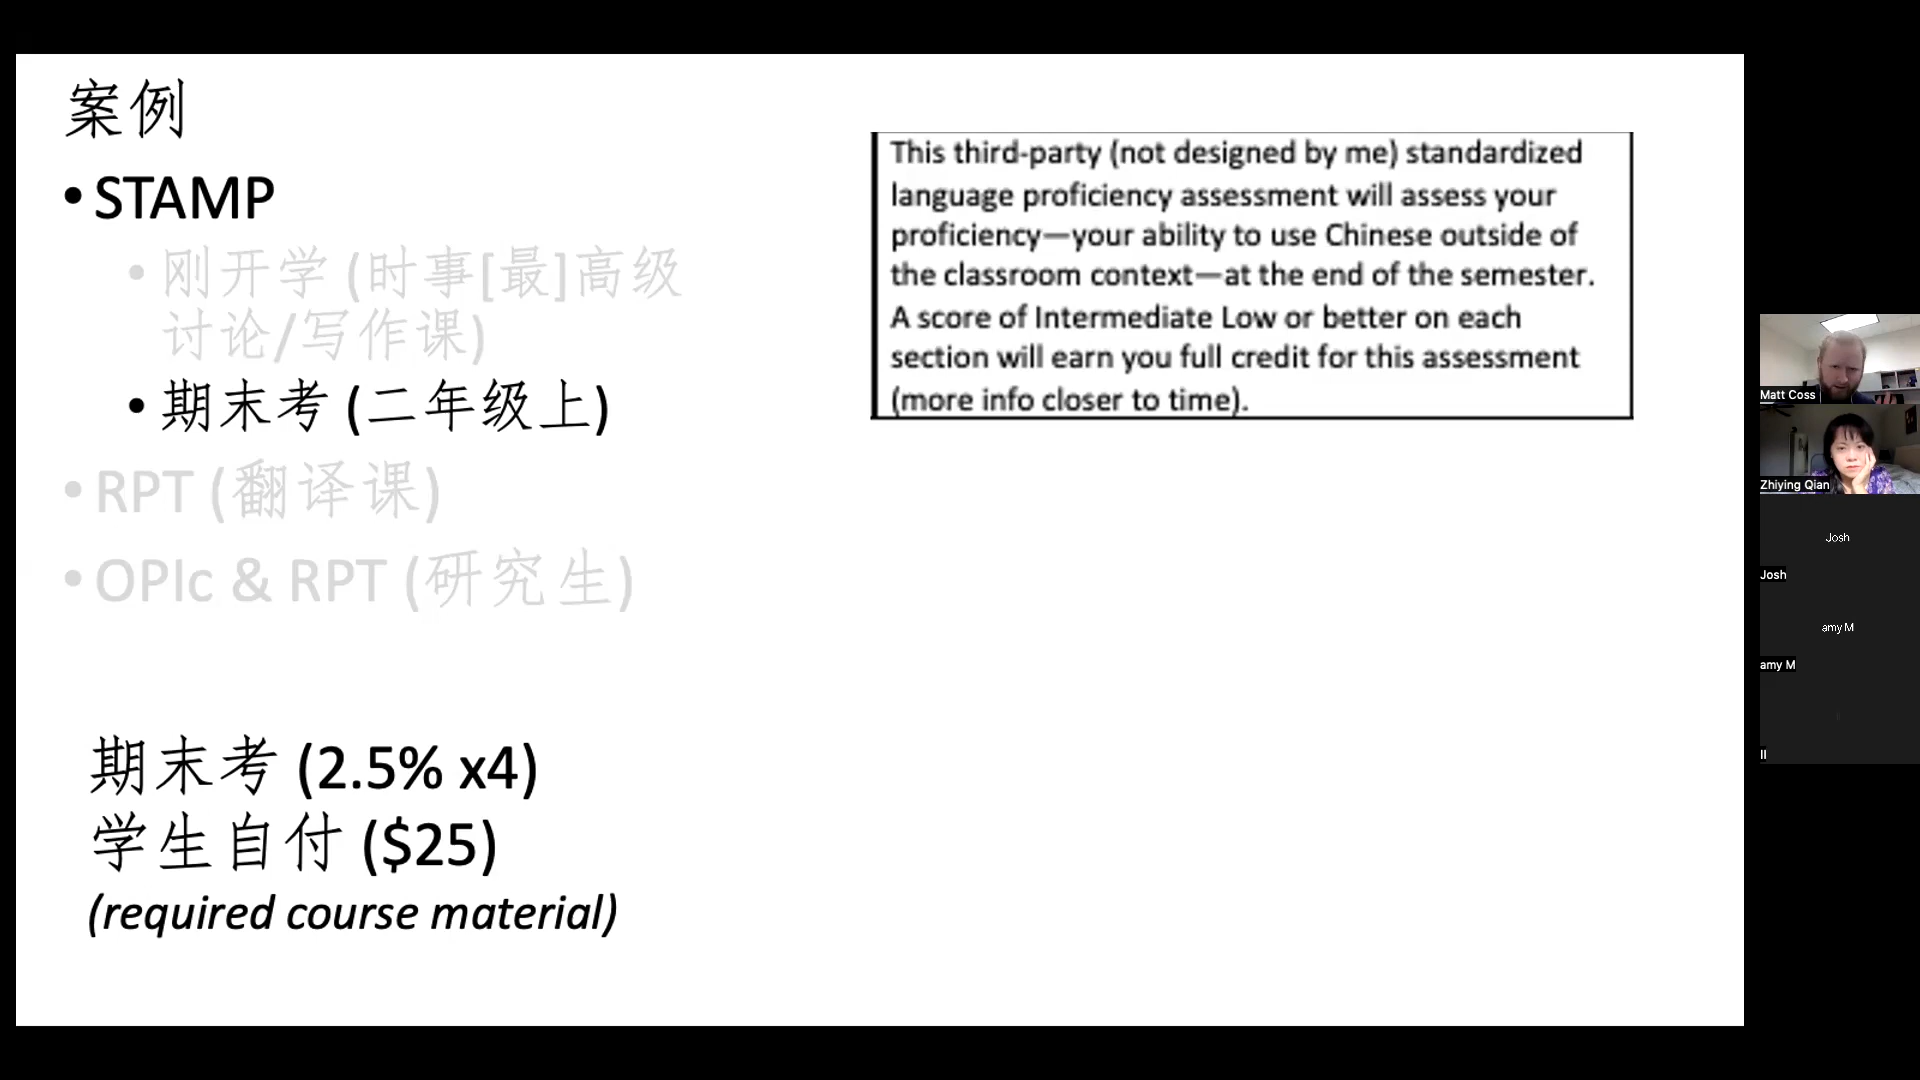 案例
• STAMP
• 刚开学 (时事[最]高级
讨论/写作课)
• 期末考 (二年级上)
• RPT (翻译课)
• OPIc & RPT (研究生)
期末考 (2.5% x4)
学生自付 ($25)
(required course material)
This third-party (not designed by me) standardized
language proficiency assessment will assess your
proficiency—your ability to use Chinese outside of
the classroom context—at the end of the semester.
A score of Intermediate Low or better on each
section will earn you full credit for this assessment
(more info closer to time).
Matt Coss
Zhiying Qian
Josh
Josh
amy M
amy M
ll